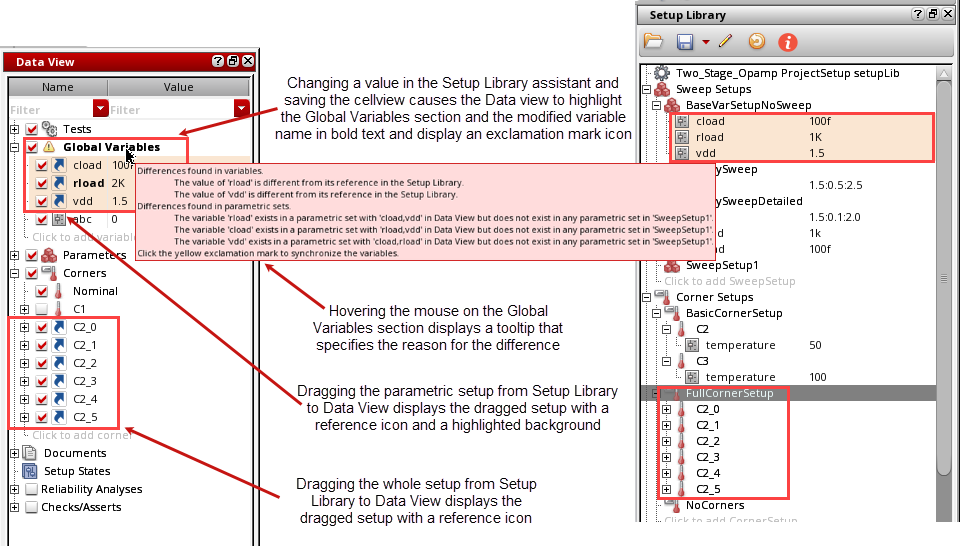 Data View
Name Value
Filter Filter
Tests
Global Variables
cload 100f
rload 2K
vdd 1.5
abc 0
Click to add variable
Parameters
Corners
Nominal
C1
C2_0
C2_1
C2_2
C2_3
C2_4
C2_5
Click to add corner
Documents
Setup States
Reliability Analyses
Checks/Asserts
Changing a value in the Setup Library assistant and
saving the cellview causes the Data view to highlight
the Global Variables section and the modified variable
name in bold text and display an exclamation mark icon
Differences found in variables.
The value of 'rload' is different from its reference in the Setup Library.
The value of 'vdd' is different from its reference in the Setup Library.
Differences found in parametric sets.
The variable 'rload' exists in a parametric set with 'cload,vdd' in Data View but does not exist in any parametric set in 'SweepSetup1'.
The variable 'cload' exists in a parametric set with 'rload,vdd' in Data View but does not exist in any parametric set in 'SweepSetup1'.
The variable 'vdd' exists in a parametric set with 'cload,rload' in Data View but does not exist in any parametric set in 'SweepSetup1'.
Click the yellow exclamation mark to synchronize the variables.
Hovering the mouse on the Global
Variables section displays a tooltip that
specifies the reason for the difference
Dragging the parametric setup from Setup Library
to Data View displays the dragged setup with a
reference icon and a highlighted background
Dragging the whole setup from Setup
Library to Data View displays the
dragged setup with a reference icon
Setup Library
Two_Stage_Opamp ProjectSetup setupLib
Sweep Setups
BaseVarSetupNoSweep
cload 100f
rload 1K
vdd 1.5
ySweep
1.5:0.5:2.5
ySweepDetailed
1.5:0.1:2.0
1k
100f
SweepSetup1
Click to add SweepSetup
Corner Setups
BasicCornerSetup
C2
temperature 50
C3
temperature 100
FullCornerSetup
C2_0
C2_1
C2_2
C2_3
C2_4
C2_5
NoCorners
Click to add CornerSetup